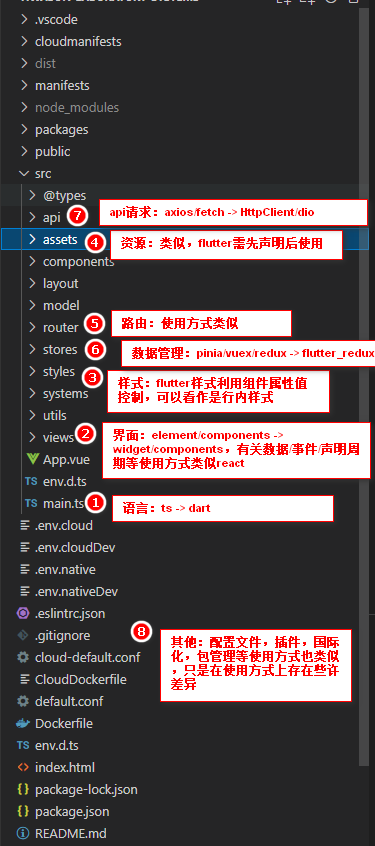 .vscode
cloudmanifests
dist
manifests
node_modules
packages
public
src
@types
api
7
api请求：axios/fetch -> HttpClient/dio
assets
4
资源：类似，flutter需先声明后使用
components
layout
model
router
5
路由：使用方式类似
stores
6
数据管理：pinia/vuex/redux -> flutter_redux
styles
3
样式：flutter样式利用组件属性值
控制，可以看作是行内样式
systems
utils
views
2
界面：element/components ->
widget/components，有关数据/事件/声明周
期等使用方式类似react
App.vue
TS env.d.ts
TS main.ts
1
语言：ts -> dart
.env.cloud
.env.cloudDev
.env.native
.env.nativeDev
.eslintrc.json
.gitignore
8
其他：配置文件，插件，国际
化，包管理等使用方式也类似
，只是在使用方式上存在些许
差异
cloud-default.conf
CloudDockerfile
default.conf
Dockerfile
TS env.d.ts
index.html
package-lock.json
package.json
README.md